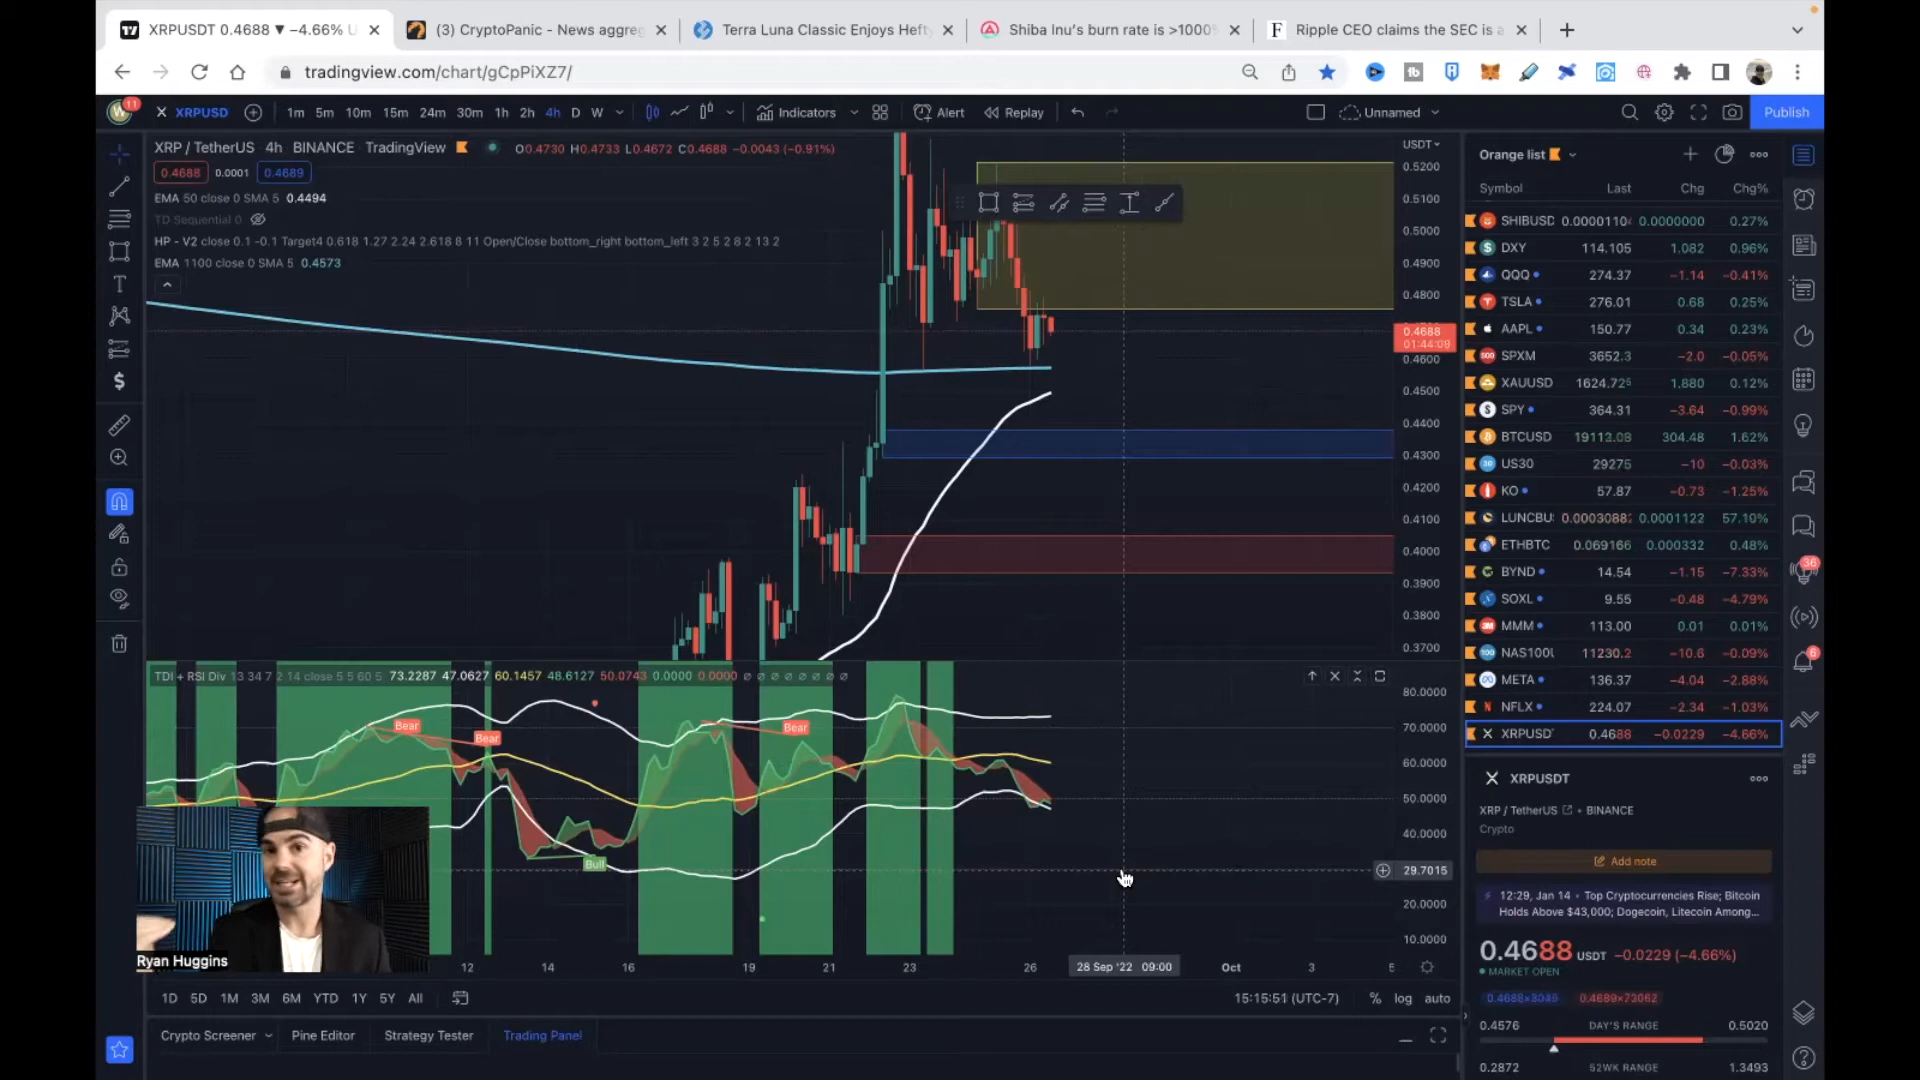 XRPUSDT 0.4688 ▼ −4.66% U
(3) CryptoPanic - News aggreg
Terra Luna Classic Enjoys Hefty
Shiba Inu's burn rate is >1000%
Ripple CEO claims the SEC is a
tradingview.com/chart/gCpPiXZ7/
11
XRPUSD
1m 5m 10m 15m 24m 30m 1h 2h 4h D W
Indicators
Alert
Replay
Unnamed
Publish
XRP / TetherUS 4h BINANCE TradingView
O0.4730 H0.4733 L0.4672 C0.4688 −0.0043 (−0.91%)
0.4688 0.0001 0.4689
EMA 50 close 0 SMA 5 0.4494
TD Sequential 0
HP - V2 close 0.1 -0.1 Target4 0.618 1.27 2.24 2.618 8 11 Open/Close bottom_right bottom_left 3 2 5 2 8 2 13 2
EMA 1100 close 0 SMA 5 0.4573
USDT
0.5200
0.5100
0.5000
0.4900
0.4800
0.4688
01:44:09
0.4600
0.4500
0.4400
0.4300
0.4200
0.4100
0.4000
0.3900
0.3800
0.3700
TDI + RSI Div 13 34 7 2 14 close 5 5 60 5 73.2287 47.0627 60.1457 48.6127 50.0743 0.0000 0.0000 ø ø ø ø ø ø ø ø
Bear
Bear
Bear
Bull
80.0000
70.0000
60.0000
50.0000
40.0000
29.7015
20.0000
10.0000
Ryan Huggins
12 14 16 19 21 23 26 28 Sep '22 09:00 Oct 3 5
1D 5D 1M 3M 6M YTD 1Y 5Y All
15:15:51 (UTC-7) % log auto
Crypto Screener Pine Editor Strategy Tester Trading Panel
Orange list
Symbol Last Chg Chg%
SHIBUSD 0.0000110 0.0000000 0.27%
DXY 114.105 1.082 0.96%
QQQ 274.37 −1.14 −0.41%
TSLA 276.01 0.68 0.25%
AAPL 150.77 0.34 0.23%
SPXM 3652.3 −2.0 −0.05%
XAUUSD 1624.725 1.880 0.12%
SPY 364.31 −3.64 −0.99%
BTCUSD 19112.08 304.48 1.62%
US30 29275 −10 −0.03%
KO 57.87 −0.73 −1.25%
LUNCBU 0.0003088 0.0001122 57.10%
ETHBTC 0.069166 0.000332 0.48%
BYND 14.54 −1.15 −7.33%
SOXL 9.55 −0.48 −4.79%
MMM 113.00 0.01 0.01%
NAS100 11230.2 −10.6 −0.09%
META 136.37 −4.04 −2.88%
NFLX 224.07 −2.34 −1.03%
XRPUSD 0.4688 −0.0229 −4.66%
XRPUSDT
XRP / TetherUS • BINANCE
Crypto
Add note
12:29, Jan 14 • Top Cryptocurrencies Rise; Bitcoin
Holds Above $43,000; Dogecoin, Litecoin Among...
0.4688 USDT −0.0229 (−4.66%)
MARKET OPEN
0.4688×3045 0.4689×73062
0.4576 DAY'S RANGE 0.5020
0.2872 52WK RANGE 1.3493
36
6